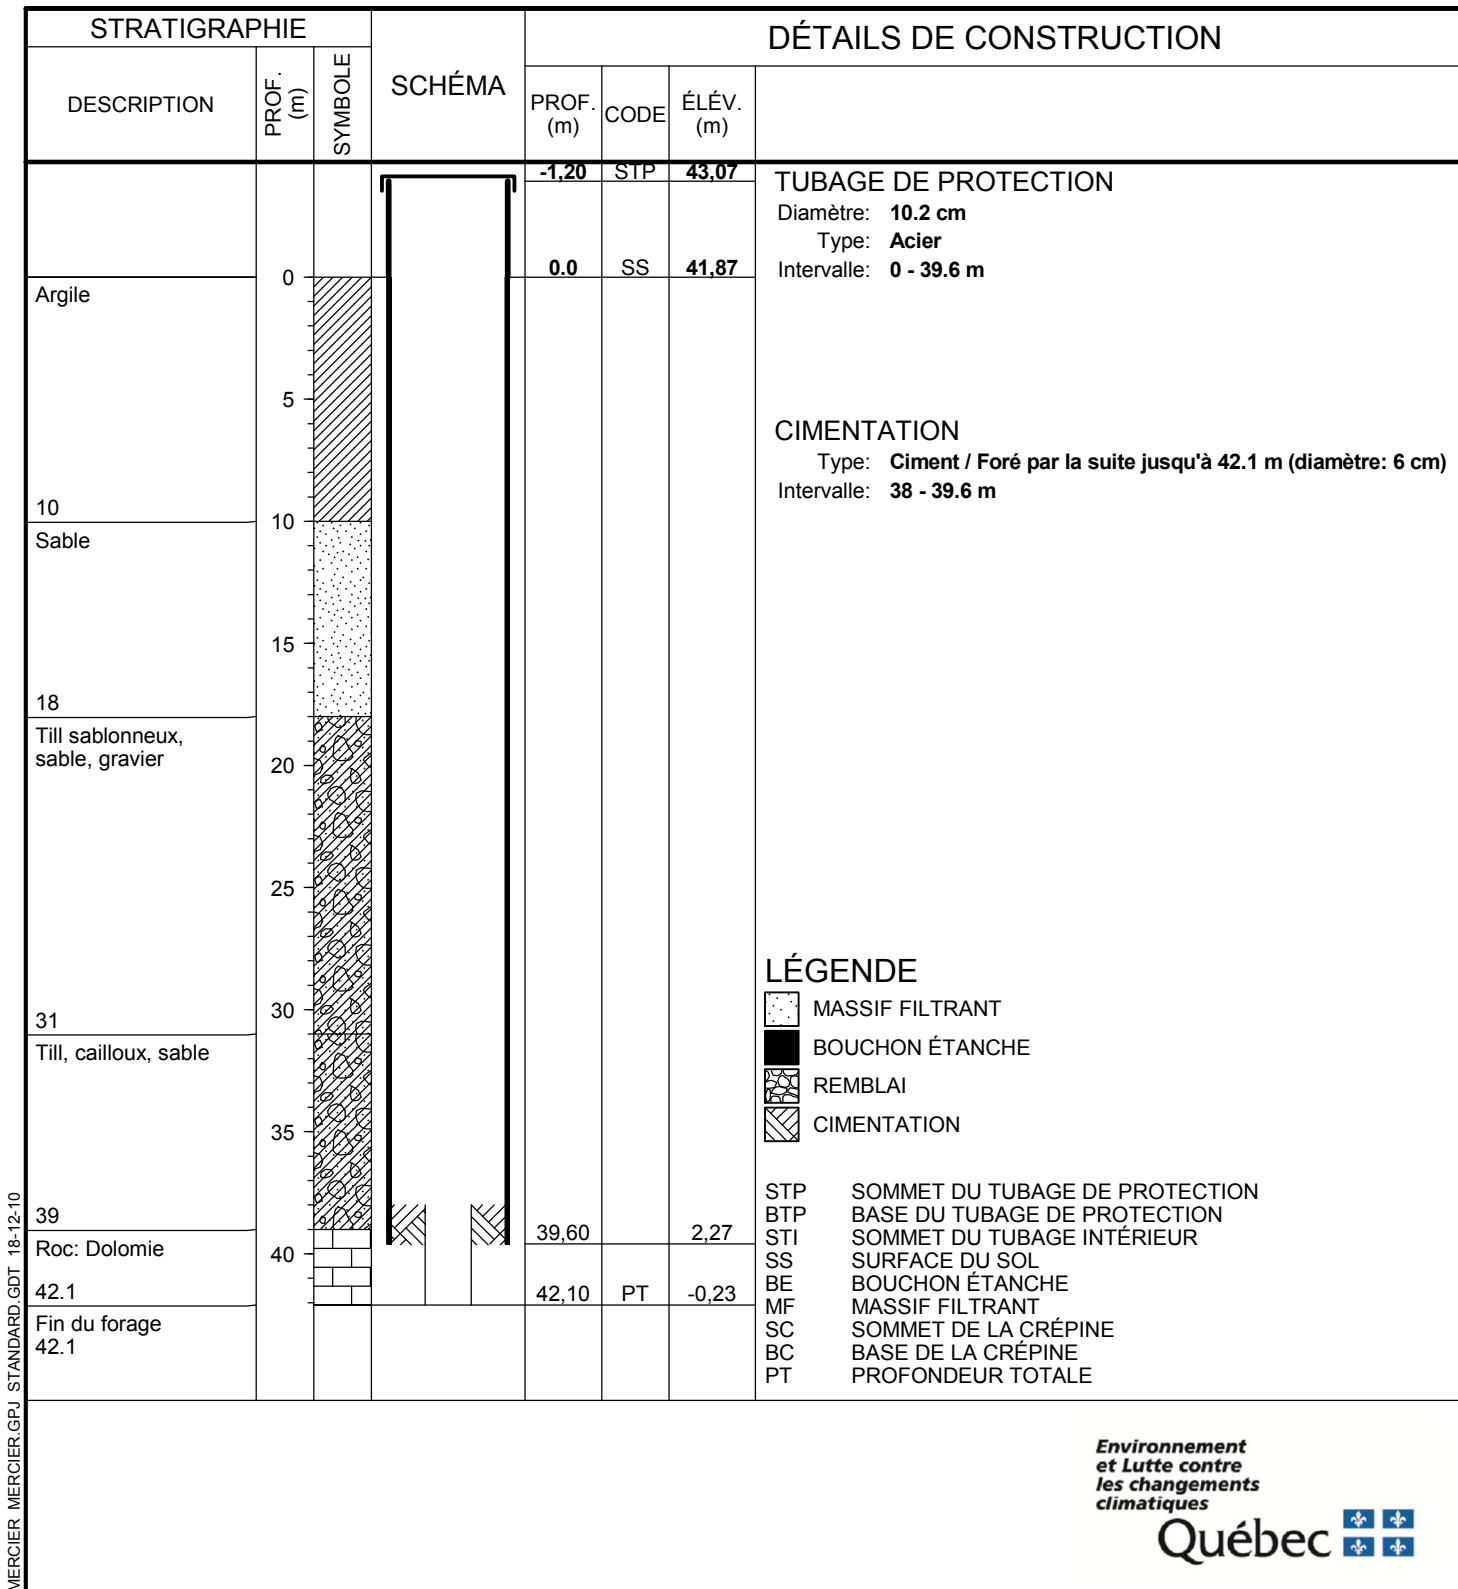 STRATIGRAPHIE
DESCRIPTION
PROF. (m)
SYMBOLE
SCHÉMA
DÉTAILS DE CONSTRUCTION
PROF. (m)
CODE
ÉLÉV. (m)
-1,20 STP 43,07
0.0 SS 41,87
39,60 2,27
42,10 PT -0,23
TUBAGE DE PROTECTION
Diamètre: 10.2 cm
Type: Acier
Intervalle: 0 - 39.6 m
CIMENTATION
Type: Ciment / Foré par la suite jusqu'à 42.1 m (diamètre: 6 cm)
Intervalle: 38 - 39.6 m
Argile
10
Sable
18
Till sablonneux,
sable, gravier
31
Till, cailloux, sable
39
Roc: Dolomie
42.1
Fin du forage
42.1
0
5
10
15
20
25
30
35
40
LÉGENDE
MASSIF FILTRANT
BOUCHON ÉTANCHE
REMBLAI
CIMENTATION
STP SOMMET DU TUBAGE DE PROTECTION
BTP BASE DU TUBAGE DE PROTECTION
STI SOMMET DU TUBAGE INTÉRIEUR
SS SURFACE DU SOL
BE BOUCHON ÉTANCHE
MF MASSIF FILTRANT
SC SOMMET DE LA CRÉPINE
BC BASE DE LA CRÉPINE
PT PROFONDEUR TOTALE
MERCIER MERCIER.GPJ STANDARD.GDT 18-12-10
Environnement
et Lutte contre
les changements
climatiques
Québec